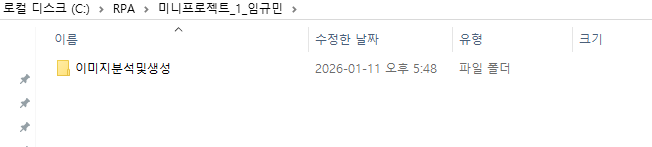 로컬 디스크 (C:) > RPA > 미니프로젝트_1_임규민 >
이름 수정한 날짜 유형 크기
이미지분석및생성 2026-01-11 오후 5:48 파일 폴더